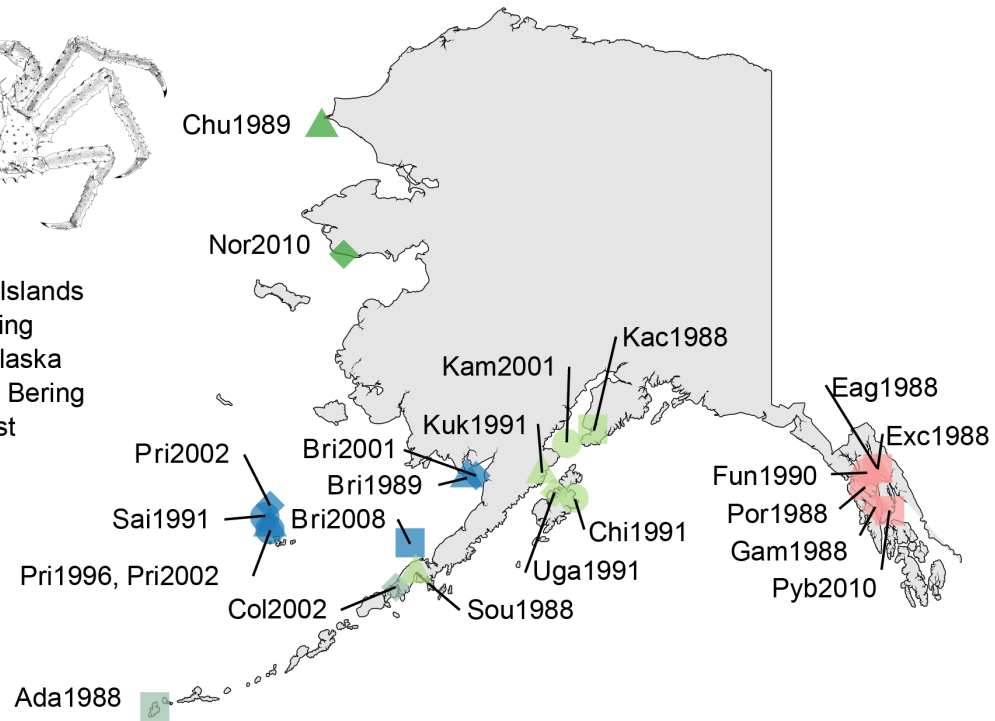 Chu1989
Nor2010
Islands
ing
laska
Bering
st
Kac1988
Kam2001
Eag1988
Kuk1991
Exc1988
Bri2001
Pri2002
Fun1990
Bri1989
Sai1991
Bri2008
Por1988
Chi1991
Gam1988
Uga1991
Pri1996, Pri2002
Pyb2010
Col2002
Sou1988
Ada1988